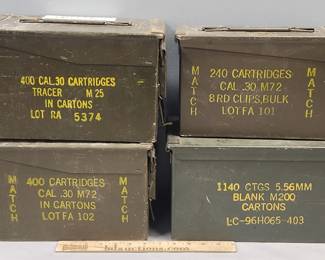 400 CAL.30 CARTRIDGES
TRACER M 25
IN CARTONS
LOT RA 5374
MATCH
240 CARTRIDGES
CAL .30 M72
8 RD CLIPS, BULK
LOT FA 101
MATCH
MATCH
400 CARTRIDGES
CAL .30 M72
IN CARTONS
LOT FA 102
MATCH
1140 CTGS 5.56MM
BLANK M200
CARTONS
LC-96H065-403